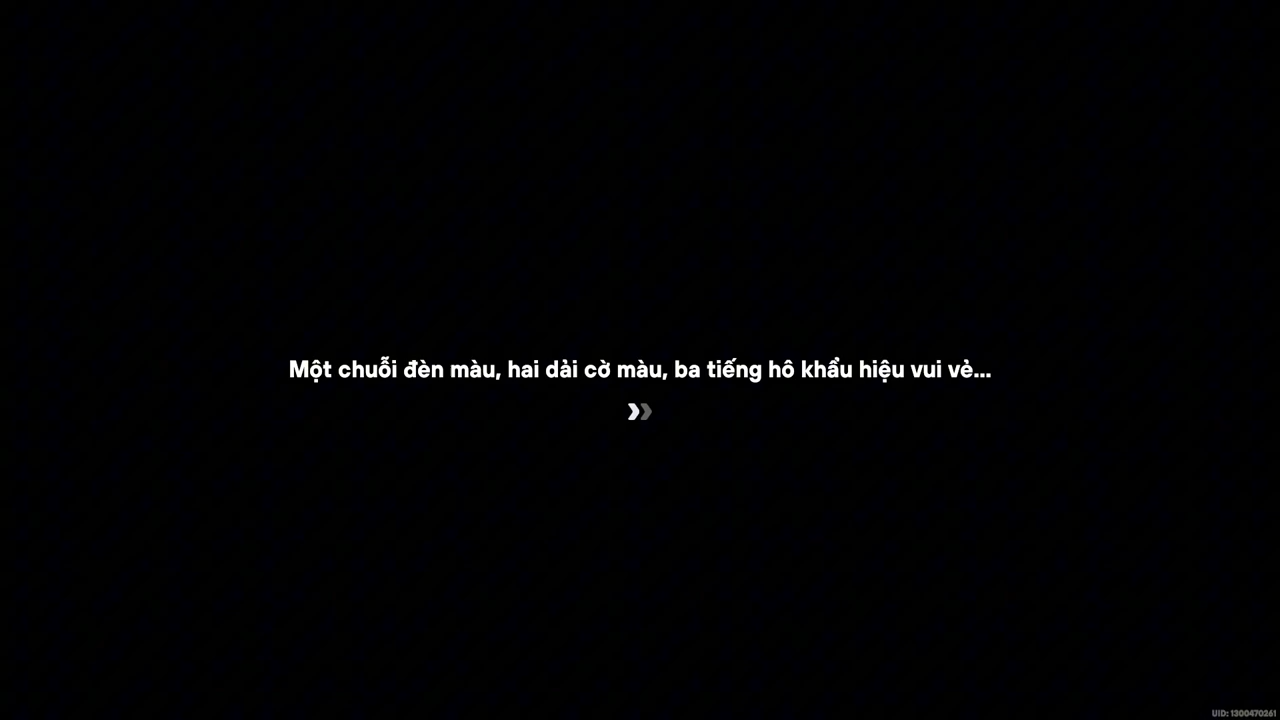 Một chuỗi đèn màu, hai dải cờ màu, ba tiếng hô khẩu hiệu vui vẻ...
UID: 1300470261